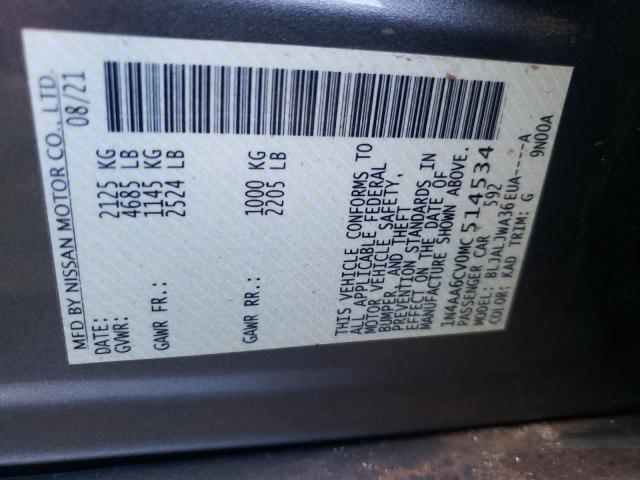 MFD BY NISSAN MOTOR CO., LTD.
DATE: 08/21
GVWR: 2125 KG
4685 LB
GAWR FR.: 1145 KG
2524 LB
GAWR RR.: 1000 KG
2205 LB
THIS VEHICLE CONFORMS TO
ALL APPLICABLE FEDERAL
MOTOR VEHICLE SAFETY,
BUMPER, AND THEFT
PREVENTION STANDARDS IN
EFFECT ON THE DATE OF
MANUFACTURE SHOWN ABOVE.
1N4AA6CV0MC514534
PASSENGER CAR 592
MODEL: BLJALJWA36EUA-----A
COLOR: KAD TRIM: G 9N00A